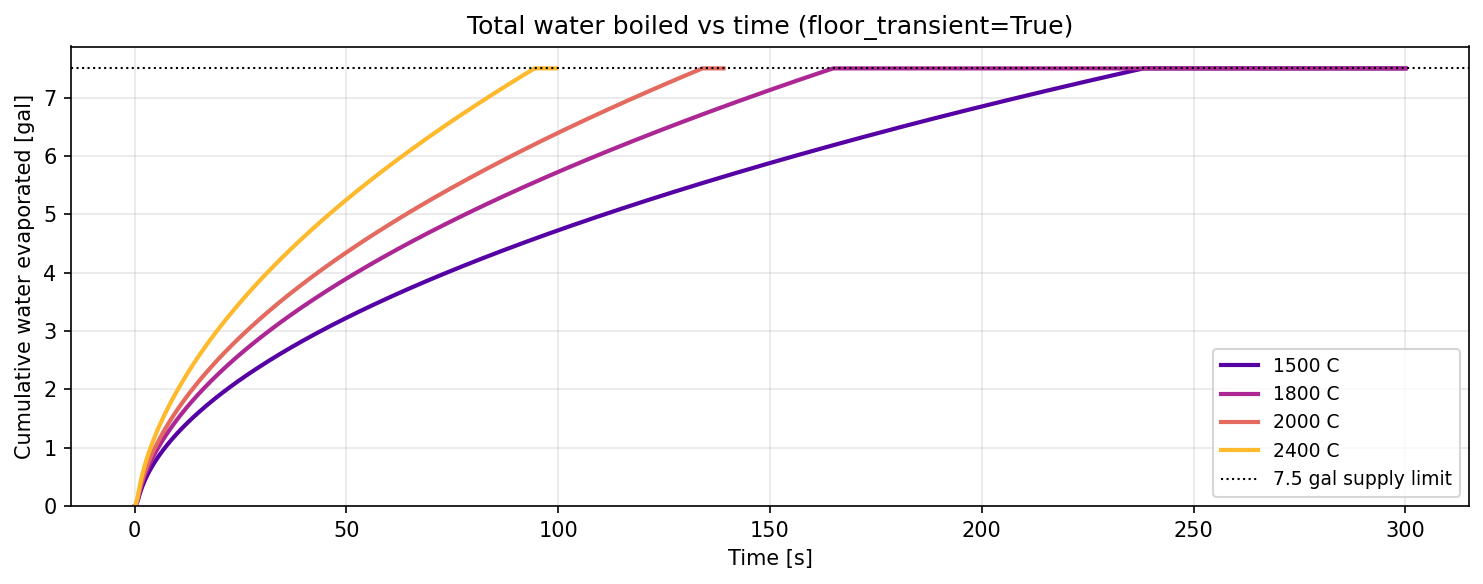 Total water boiled vs time (floor_transient=True)
Cumulative water evaporated [gal]
7
6
5
4
3
2
1
0
0 50 100 150 200 250 300
Time [s]
1500 C
1800 C
2000 C
2400 C
7.5 gal supply limit